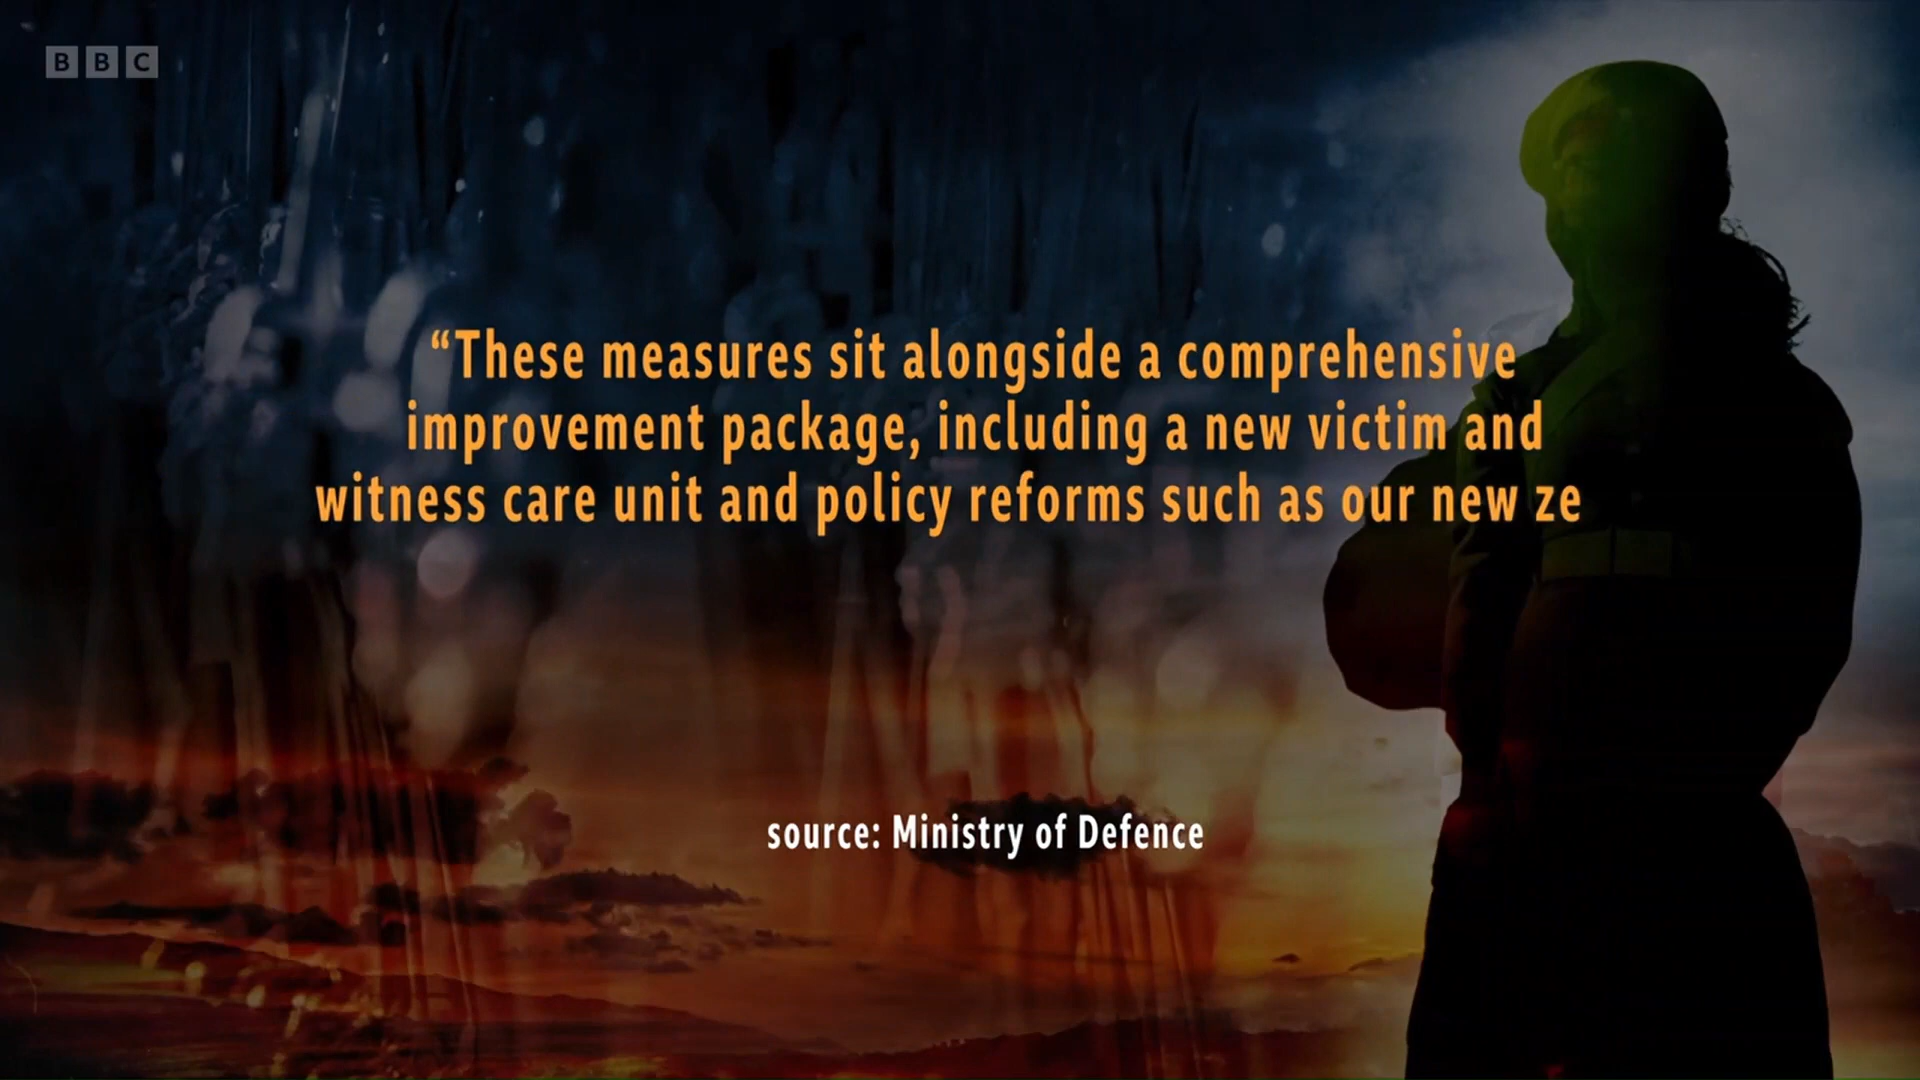 BBC
“These measures sit alongside a comprehensive
improvement package, including a new victim and
witness care unit and policy reforms such as our new ze
source: Ministry of Defence